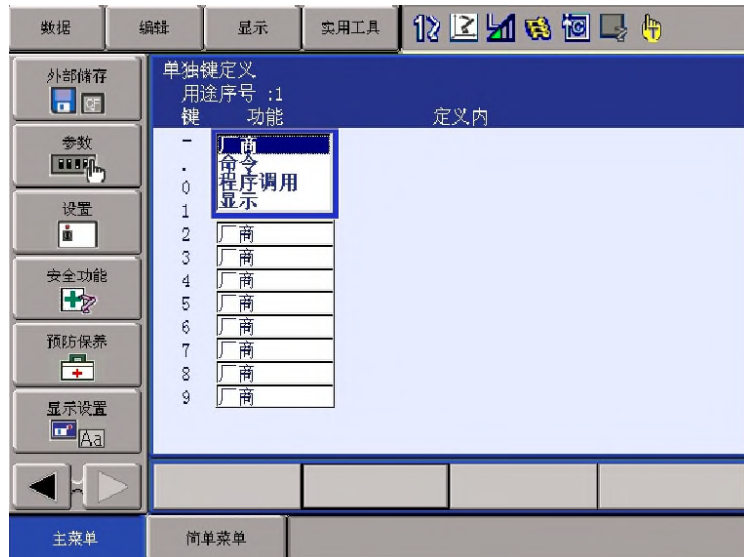 数据 编辑 显示 实用工具
外部储存
CF
参数
设置
安全功能
预防保养
显示设置
Aa
主菜单 简单菜单
单独键定义
用途序号 :1
键 功能 定义内
- 厂商
. 命令
0 程序调用
1 显示
2 厂商
3 厂商
4 厂商
5 厂商
6 厂商
7 厂商
8 厂商
9 厂商